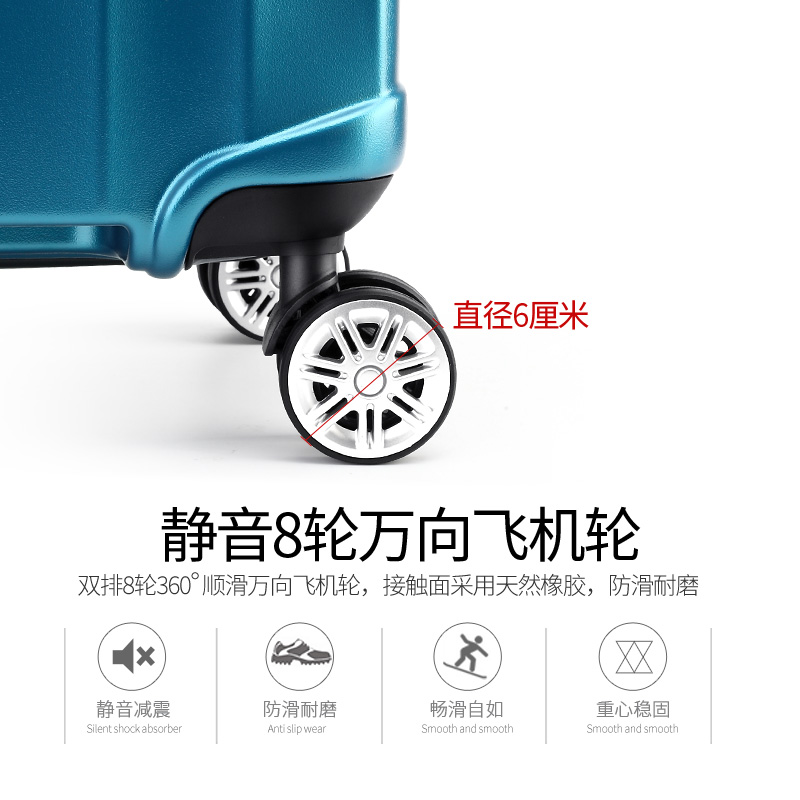 直径6厘米
静音8轮万向飞机轮
双排8轮360°顺滑万向飞机轮，接触面采用天然橡胶，防滑耐磨
静音减震
Silent shock absorber
防滑耐磨
Anti slip wear
畅滑自如
Smooth and smooth
重心稳固
Smooth and smooth